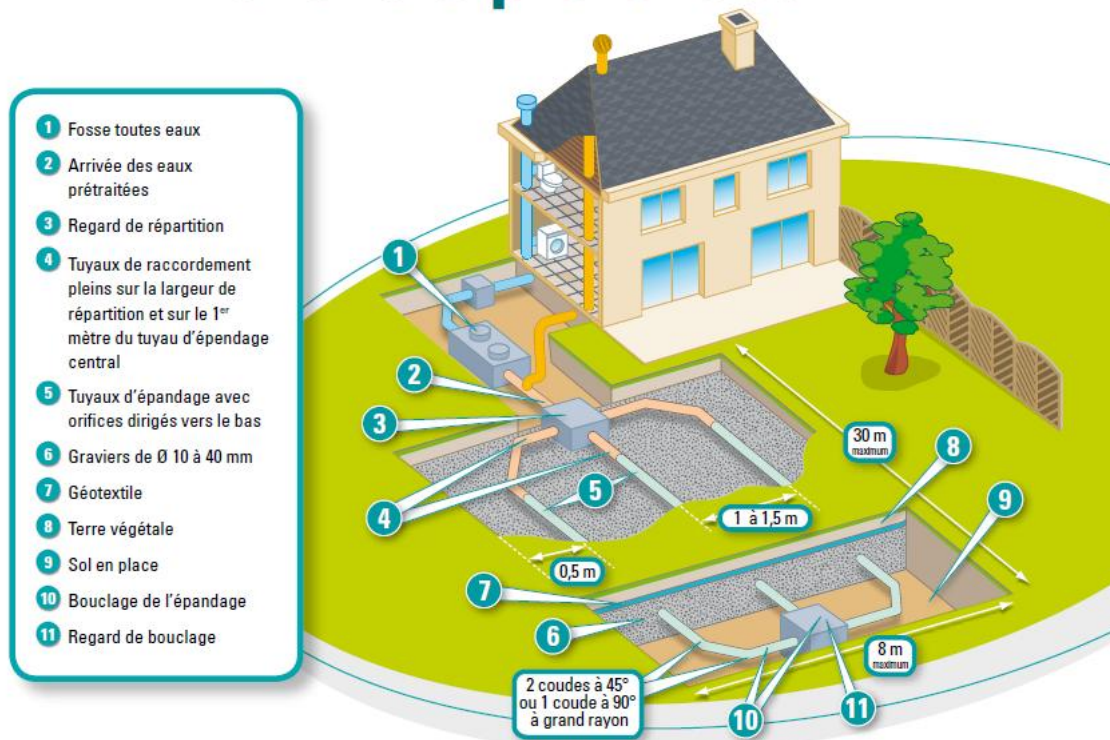 1 Fosse toutes eaux
2 Arrivée des eaux
prétraitées
3 Regard de répartition
4 Tuyaux de raccordement
pleins sur la largeur de
répartition et sur le 1er
mètre du tuyau d'épendage
central
5 Tuyaux d'épandage avec
orifices dirigés vers le bas
6 Graviers de Ø 10 à 40 mm
7 Géotextile
8 Terre végétale
9 Sol en place
10 Bouclage de l'épandage
11 Regard de bouclage
1
2
3
4
5
30 m
maximum
8
9
1 à 1,5 m
0,5 m
7
6
8 m
maximum
2 coudes à 45°
ou 1 coude à 90°
à grand rayon
10
11